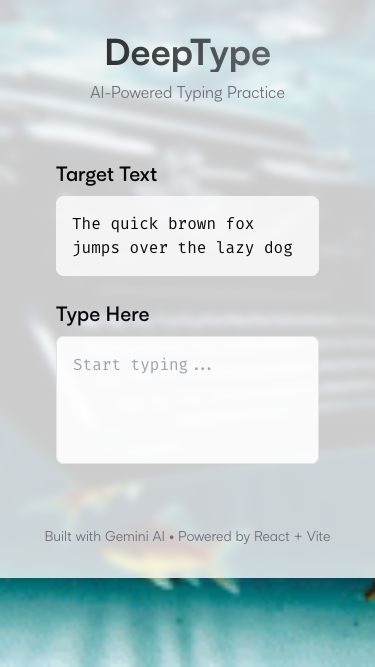 DeepType
AI-Powered Typing Practice
Target Text
The quick brown fox
jumps over the lazy dog
Type Here
Start typing...
Built with Gemini AI • Powered by React + Vite